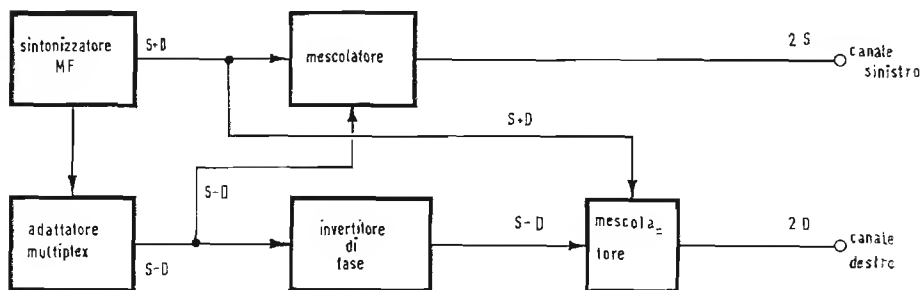 sintonizzatore
MF
S+D
mescolatore
2 S
canale
sinistro
S+D
S-D
adattatore
multiplex
S-D
invertitore
di
fase
S-D
mescola=
tore
2 D
canale
destro